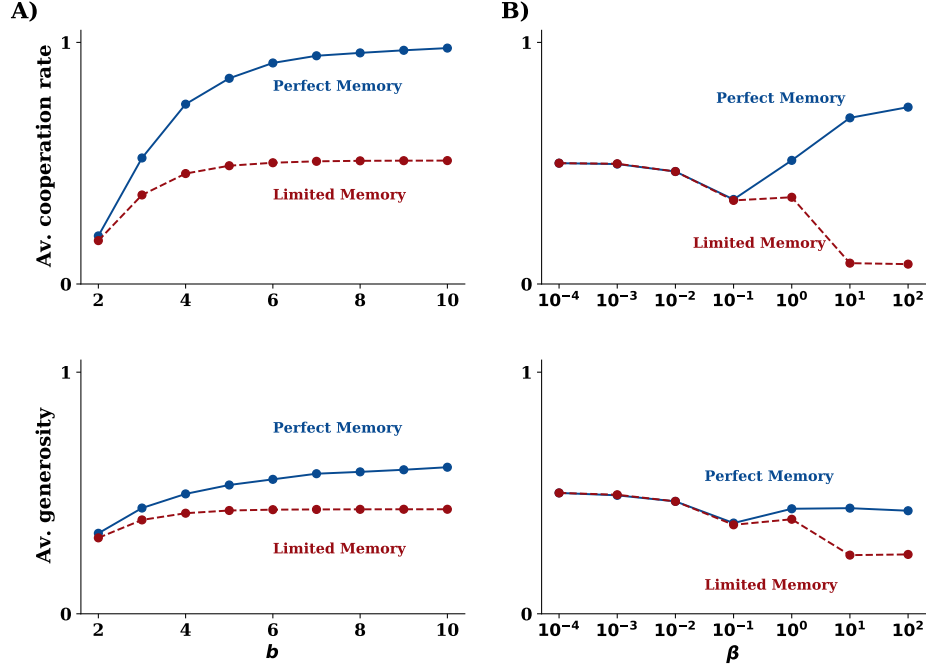 A)
B)
Av. cooperation rate
1
0
Perfect Memory
Limited Memory
2 4 6 8 10
1
0
Perfect Memory
Limited Memory
10⁻⁴ 10⁻³ 10⁻² 10⁻¹ 10⁰ 10¹ 10²
Av. generosity
1
0
Perfect Memory
Limited Memory
2 4 6 8 10
b
1
0
Perfect Memory
Limited Memory
10⁻⁴ 10⁻³ 10⁻² 10⁻¹ 10⁰ 10¹ 10²
β